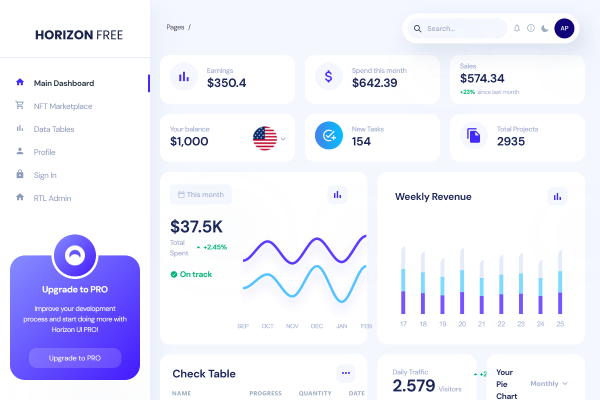 HORIZON FREE
Main Dashboard
NFT Marketplace
Data Tables
Profile
Sign In
RTL Admin
Upgrade to PRO
Improve your development
process and start doing more with
Horizon UI PRO!
Upgrade to PRO
Pages /
Search...
AP
Earnings
$350.4
Spend this month
$642.39
Sales
$574.34
+23% since last month
Your balance
$1,000
New Tasks
154
Total Projects
2935
This month
$37.5K
Total
Spent
+2.45%
On track
SEP OCT NOV DEC JAN FEB
Weekly Revenue
17 18 19 20 21 22 23 24 25
Check Table
NAME PROGRESS QUANTITY DATE
Daily Traffic
2.579 Visitors
Your
Pie
Chart
Monthly